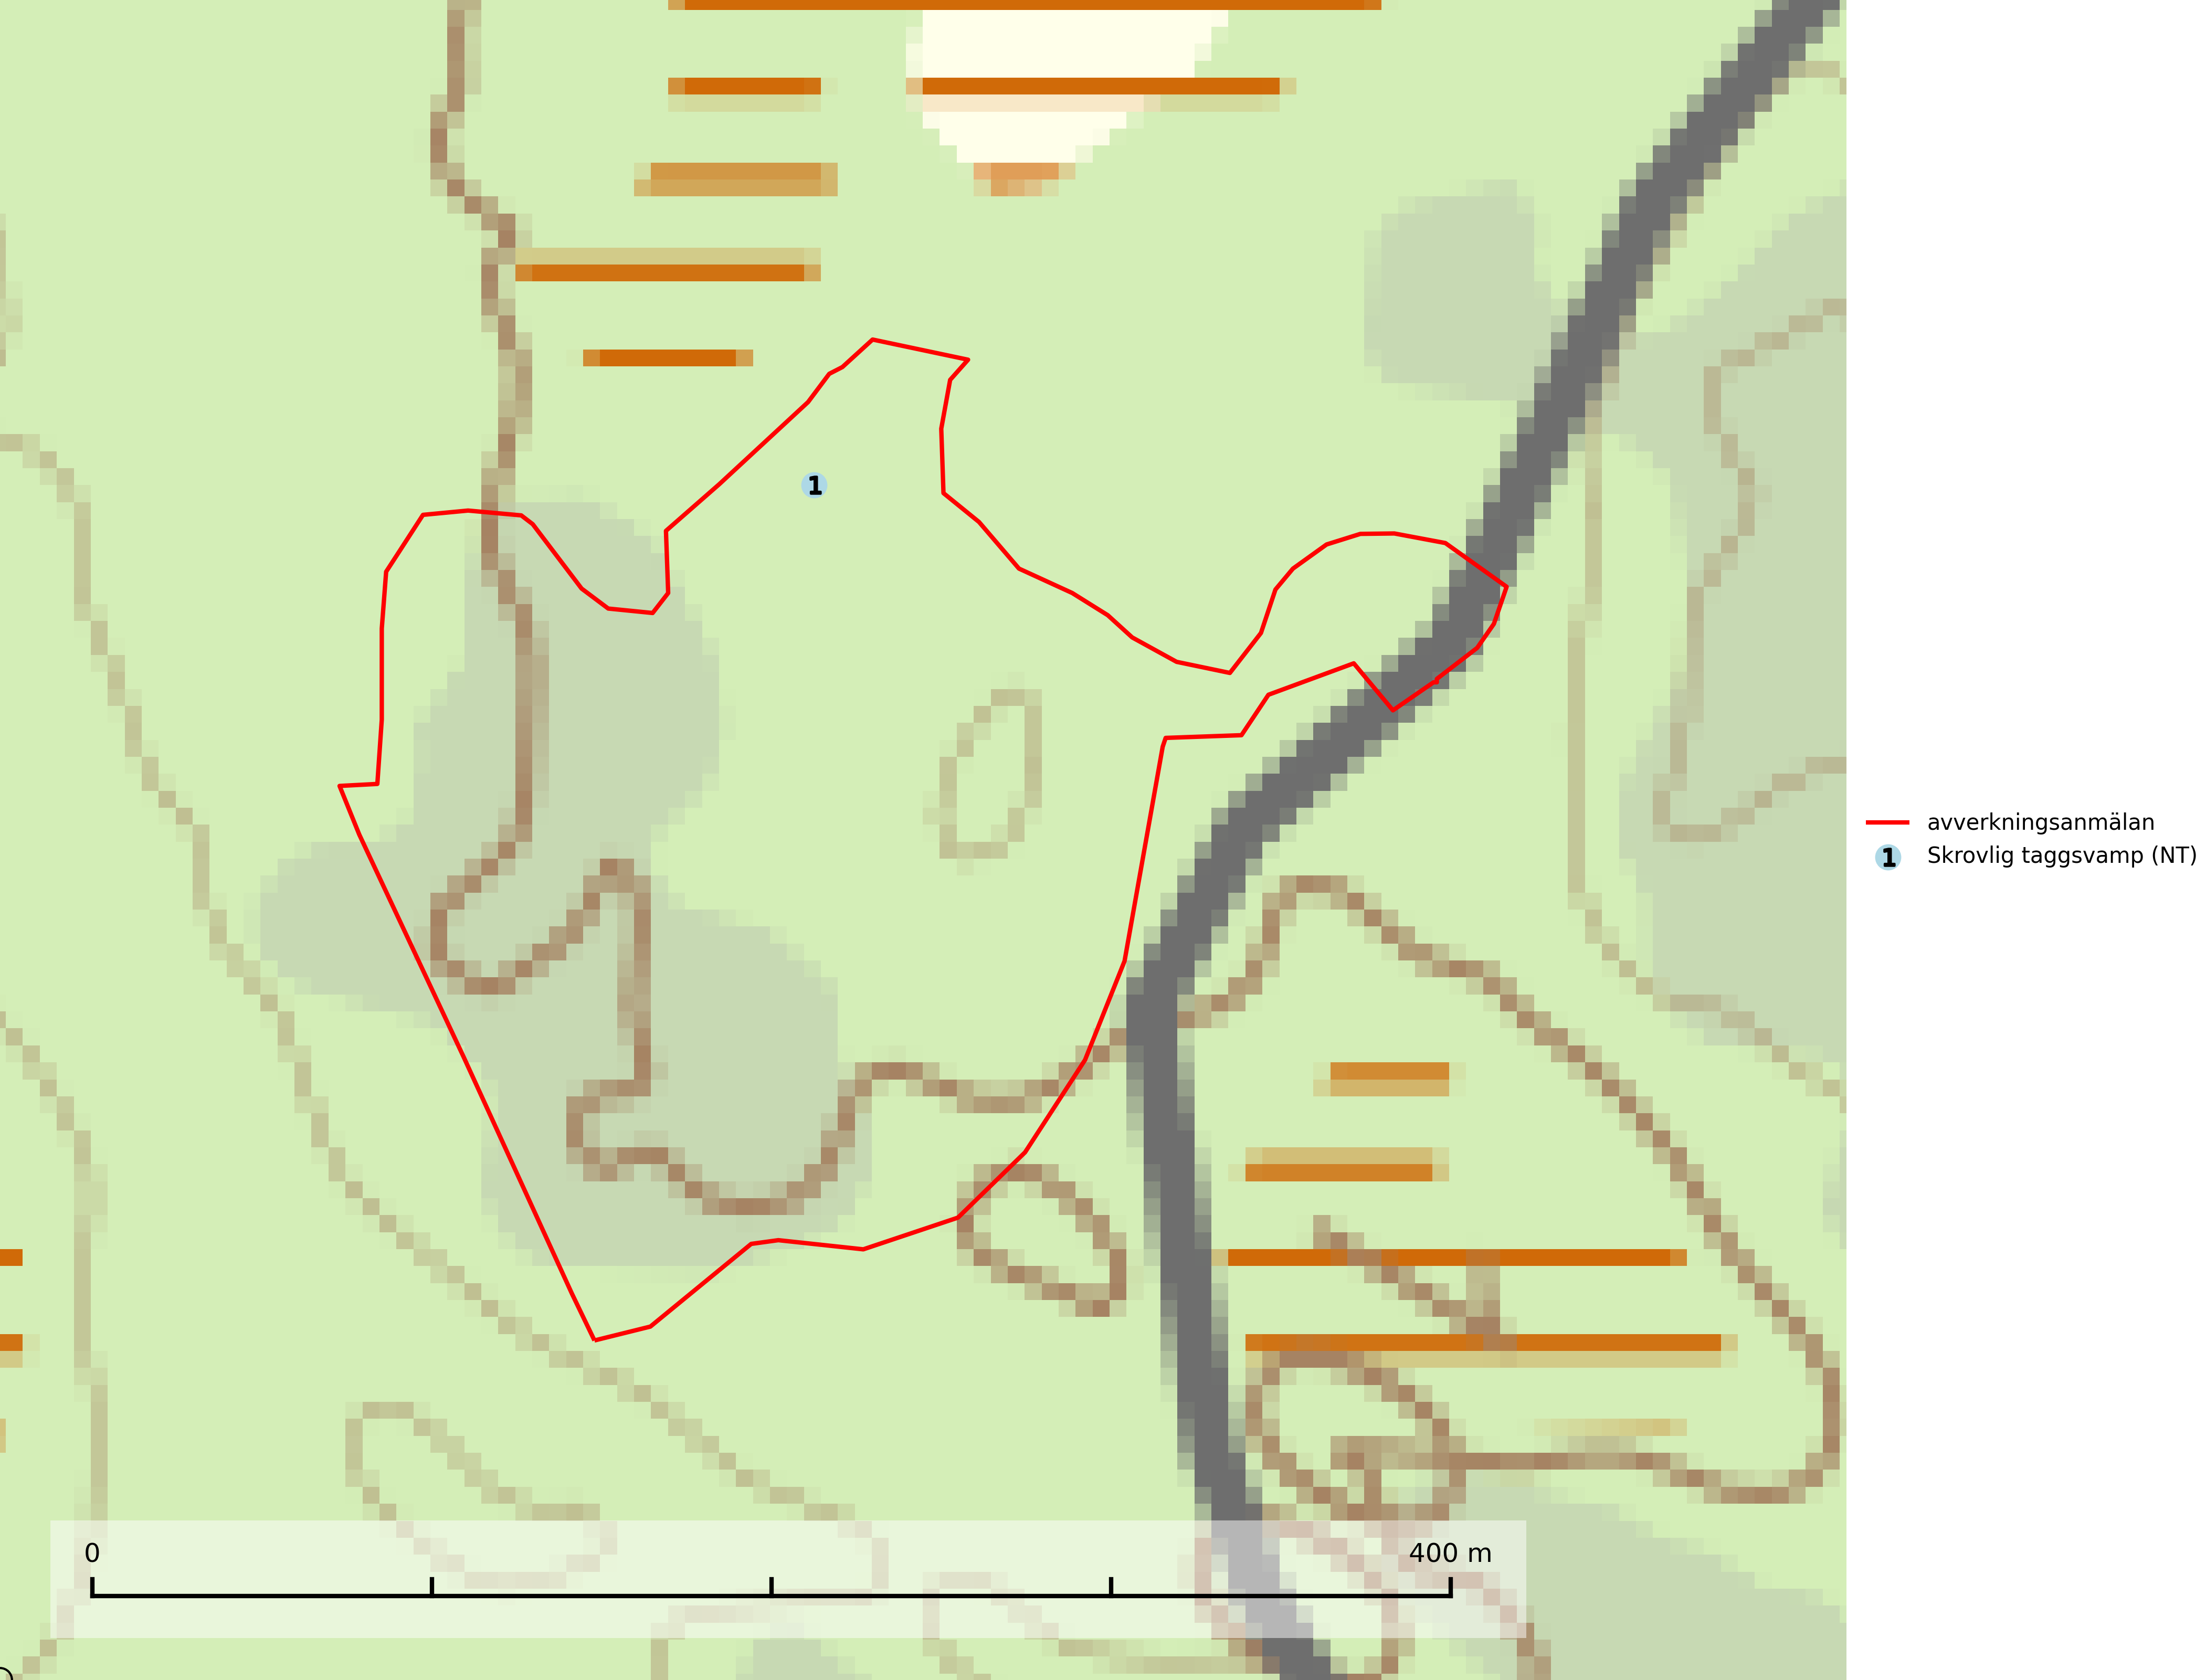 1
avverkningsanmälan
1 Skrovlig taggsvamp (NT)
0 400 m